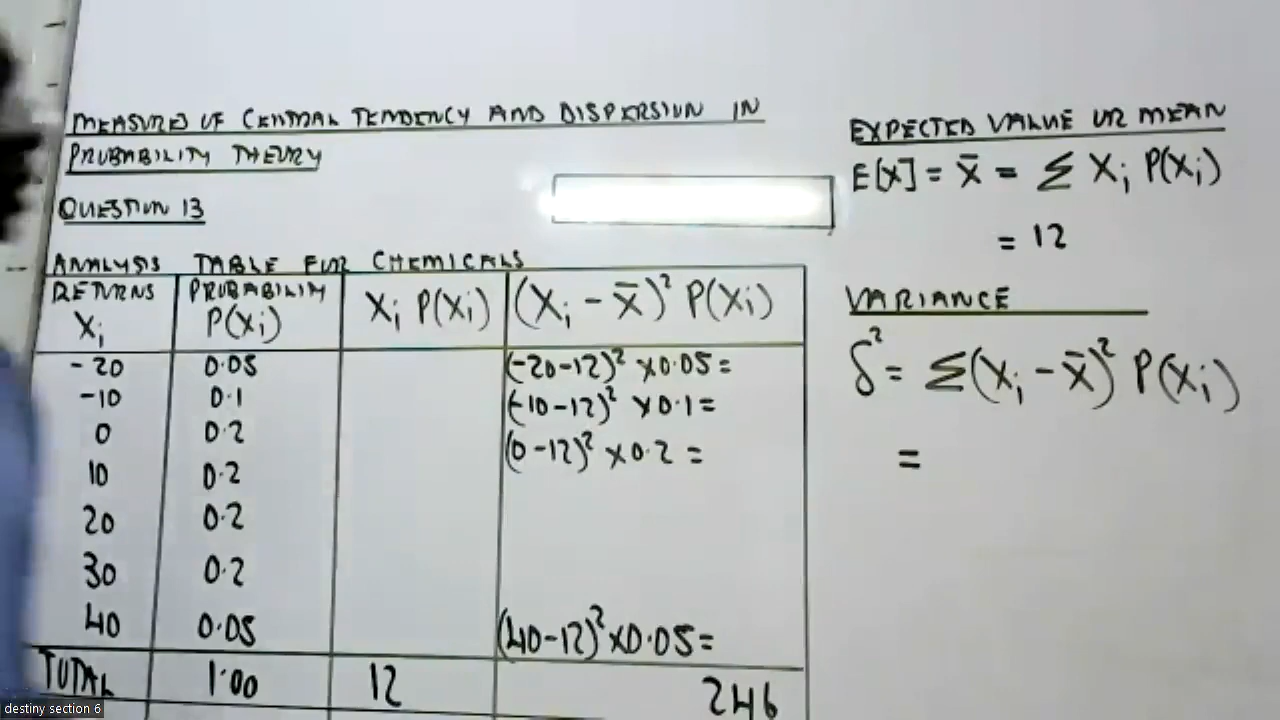 MEASURES OF CENTRAL TENDENCY AND DISPERSION IN
PROBABILITY THEORY
QUESTION 13
ANALYSIS TABLE FOR CHEMICALS
RETURNS Xi PROBABILITY P(Xi) Xi P(Xi) (Xi - x̄)² P(Xi)
-20 0.05 (-20-12)² x0.05=
-10 0.1 (-10-12)² x0.1=
0 0.2 (0-12)² x0.2 =
10 0.2
20 0.2
30 0.2
40 0.05 (40-12)² x0.05=
TOTAL 1.00 12 246
EXPECTED VALUE OR MEAN
E[X] = x̄ = Σ Xi P(Xi)
= 12
VARIANCE
δ² = Σ(Xi - x̄)² P(Xi)
=
destiny section 6